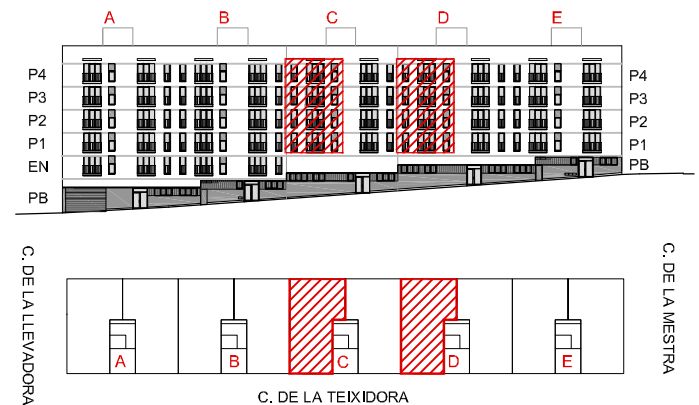 A B C D E
P4 P4
P3 P3
P2 P2
P1 P1
EN PB
PB
C. DE LA LLEVADORA
C. DE LA MESTRA
A B C D E
C. DE LA TEIXIDORA